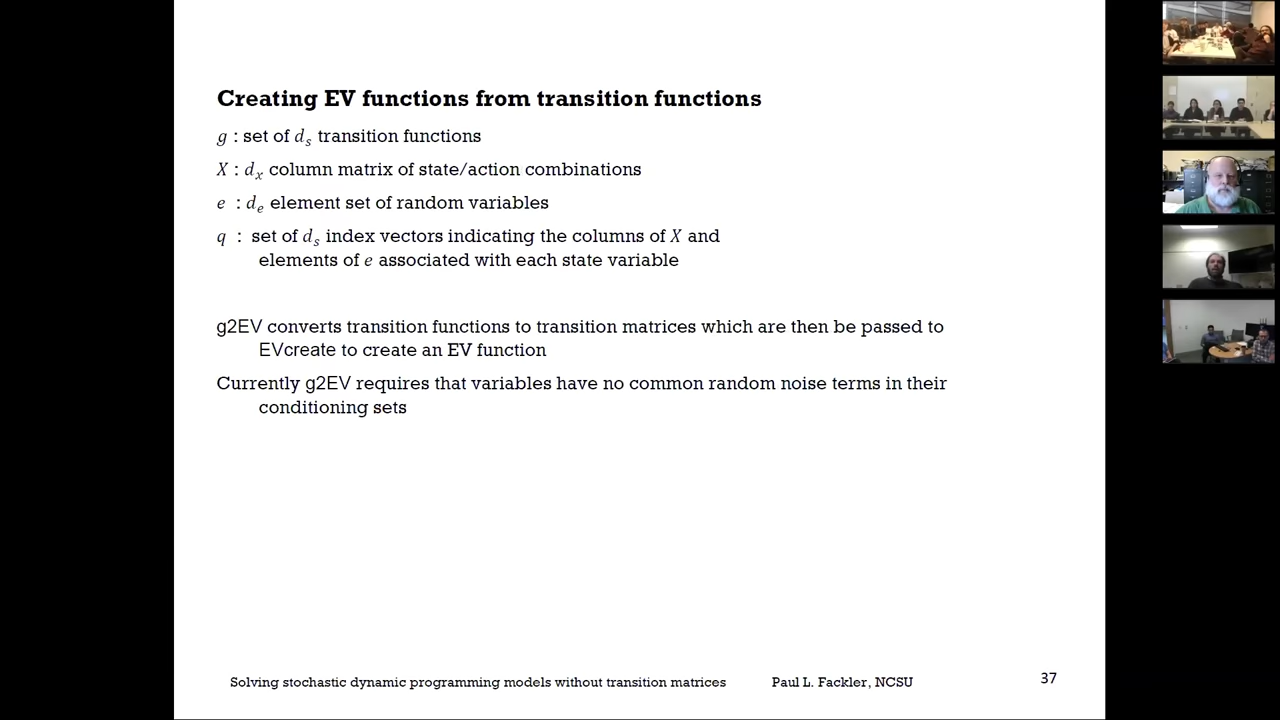 Creating EV functions from transition functions
g : set of dₛ transition functions
X : dₓ column matrix of state/action combinations
e : dₑ element set of random variables
q : set of dₛ index vectors indicating the columns of X and
elements of e associated with each state variable
g2EV converts transition functions to transition matrices which are then be passed to
EVcreate to create an EV function
Currently g2EV requires that variables have no common random noise terms in their
conditioning sets
Solving stochastic dynamic programming models without transition matrices Paul L. Fackler, NCSU 37